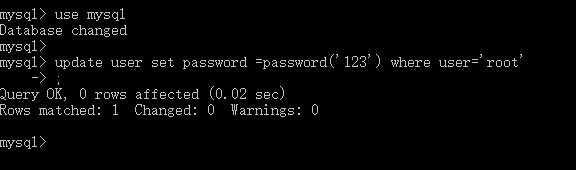 mysql> use mysql
Database changed
mysql>
mysql> update user set password =password('123') where user='root'
    -> ;
Query OK, 0 rows affected (0.02 sec)
Rows matched: 1  Changed: 0  Warnings: 0
mysql>